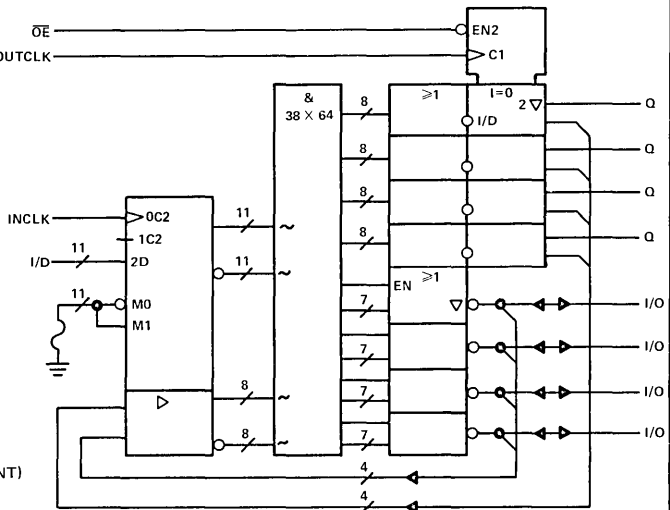 OE EN2
OUTCLK C1
& ≥1 I=0
38 X 64 8 2 ▽ Q
I/D
8 Q
8 Q
INCLK 0C2 11 ~ 8 Q
1C2
I/D 11 2D 11 ~
EN ≥1
11 M0 7 ▽ I/O
M1
7 I/O
▷ 8 ~ 7 I/O
8 ~ 7 I/O
NT) 4
4